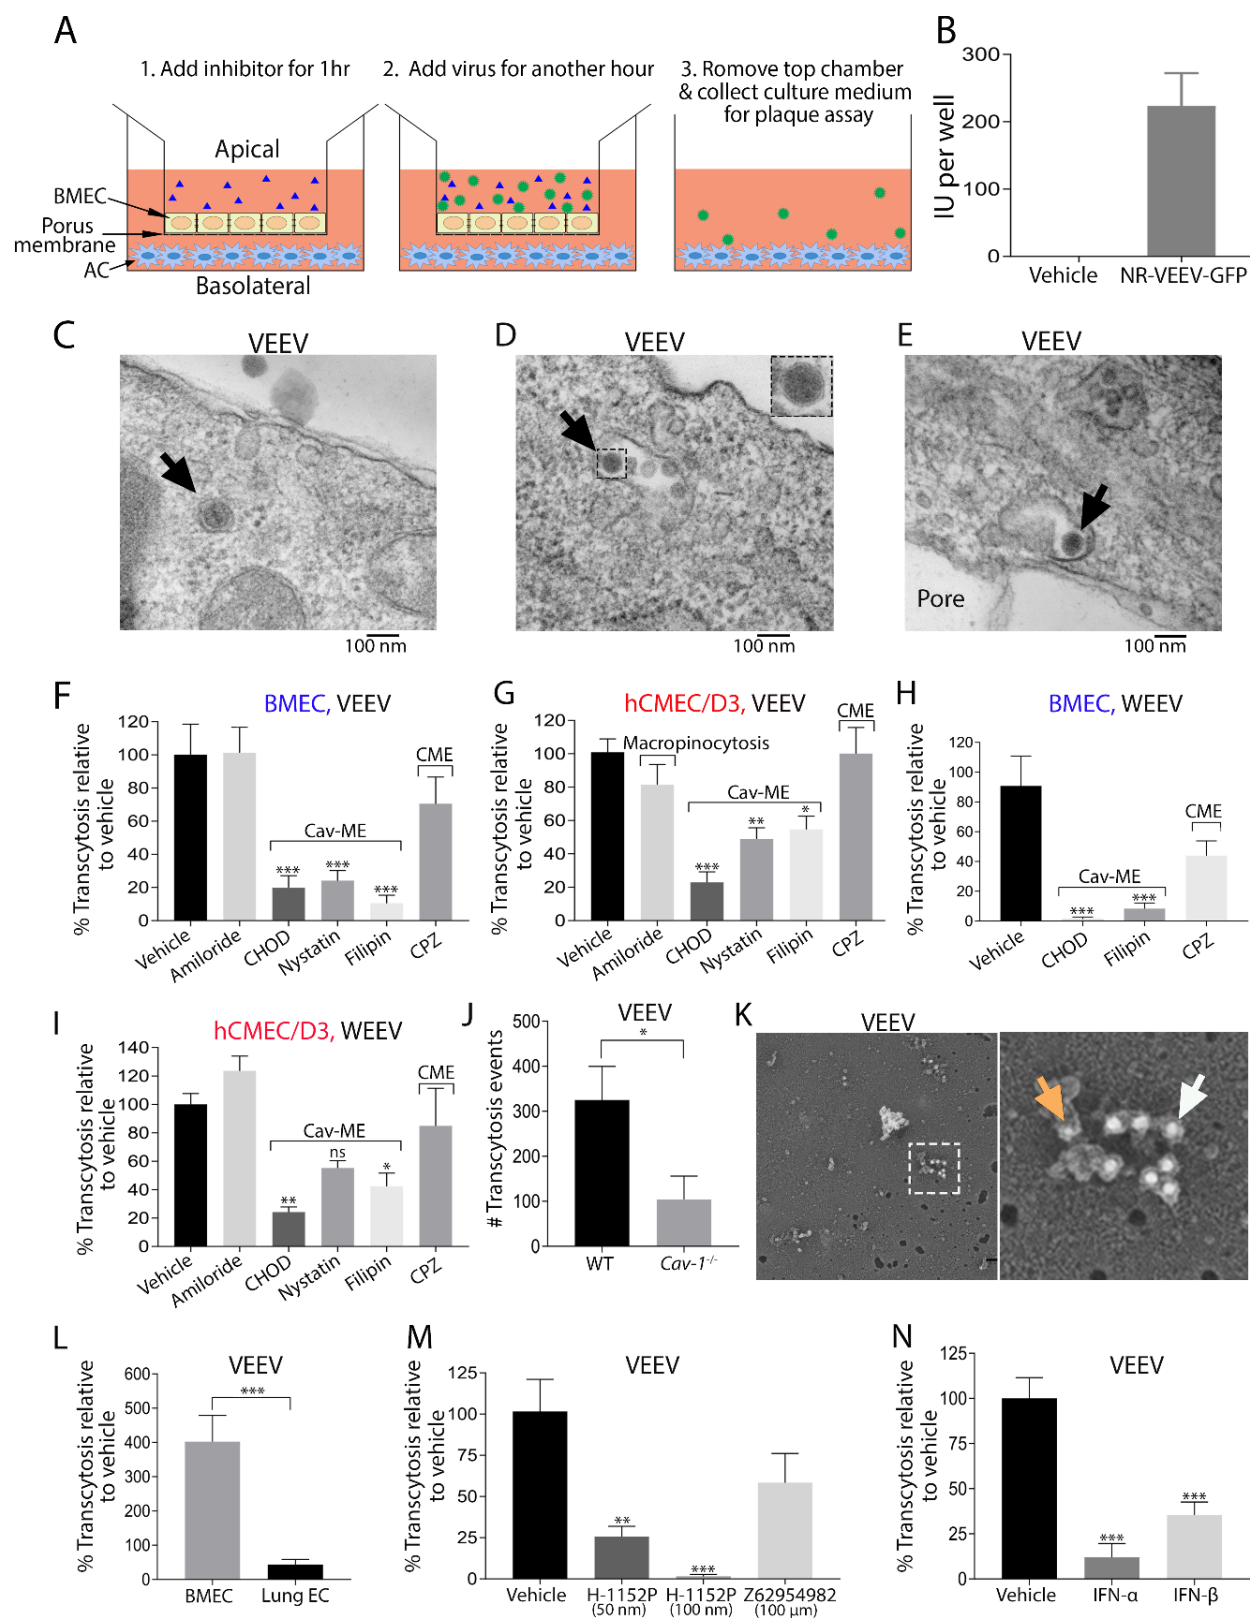 A
1. Add inhibitor for 1hr
2. Add virus for another hour
3. Romove top chamber
& collect culture medium
for plaque assay
Apical
BMEC
Porus
membrane
AC
Basolateral
B
IU per well
300
200
100
0
Vehicle
NR-VEEV-GFP
C
VEEV
100 nm
D
VEEV
100 nm
E
VEEV
Pore
100 nm
F
BMEC, VEEV
% Transcytosis relative
to vehicle
120
100
80
60
40
20
0
CME
Cav-ME
***
***
***
Vehicle
Amiloride
CHOD
Nystatin
Filipin
CPZ
G
hCMEC/D3, VEEV
% Transcytosis relative
to vehicle
120
100
80
60
40
20
0
Macropinocytosis
CME
Cav-ME
***
**
*
Vehicle
Amiloride
CHOD
Nystatin
Filipin
CPZ
H
BMEC, WEEV
% Transcytosis relative
to vehicle
120
100
80
60
40
20
0
CME
Cav-ME
***
***
Vehicle
CHOD
Filipin
CPZ
I
hCMEC/D3, WEEV
% Transcytosis relative
to vehicle
140
120
100
80
60
40
20
0
CME
Cav-ME
**
ns
*
Vehicle
Amiloride
CHOD
Nystatin
Filipin
CPZ
J
VEEV
# Transcytosis events
500
400
300
200
100
0
*
WT
Cav-1-/-
K
VEEV
L
VEEV
% Transcytosis relative
to vehicle
600
500
400
300
200
100
0
***
BMEC
Lung EC
M
VEEV
% Transcytosis relative
to vehicle
125
100
75
50
25
0
**
***
Vehicle
H-1152P
(50 nm)
H-1152P
(100 nm)
Z62954982
(100 µm)
N
VEEV
% Transcytosis relative
to vehicle
125
100
75
50
25
0
***
***
Vehicle
IFN-α
IFN-β